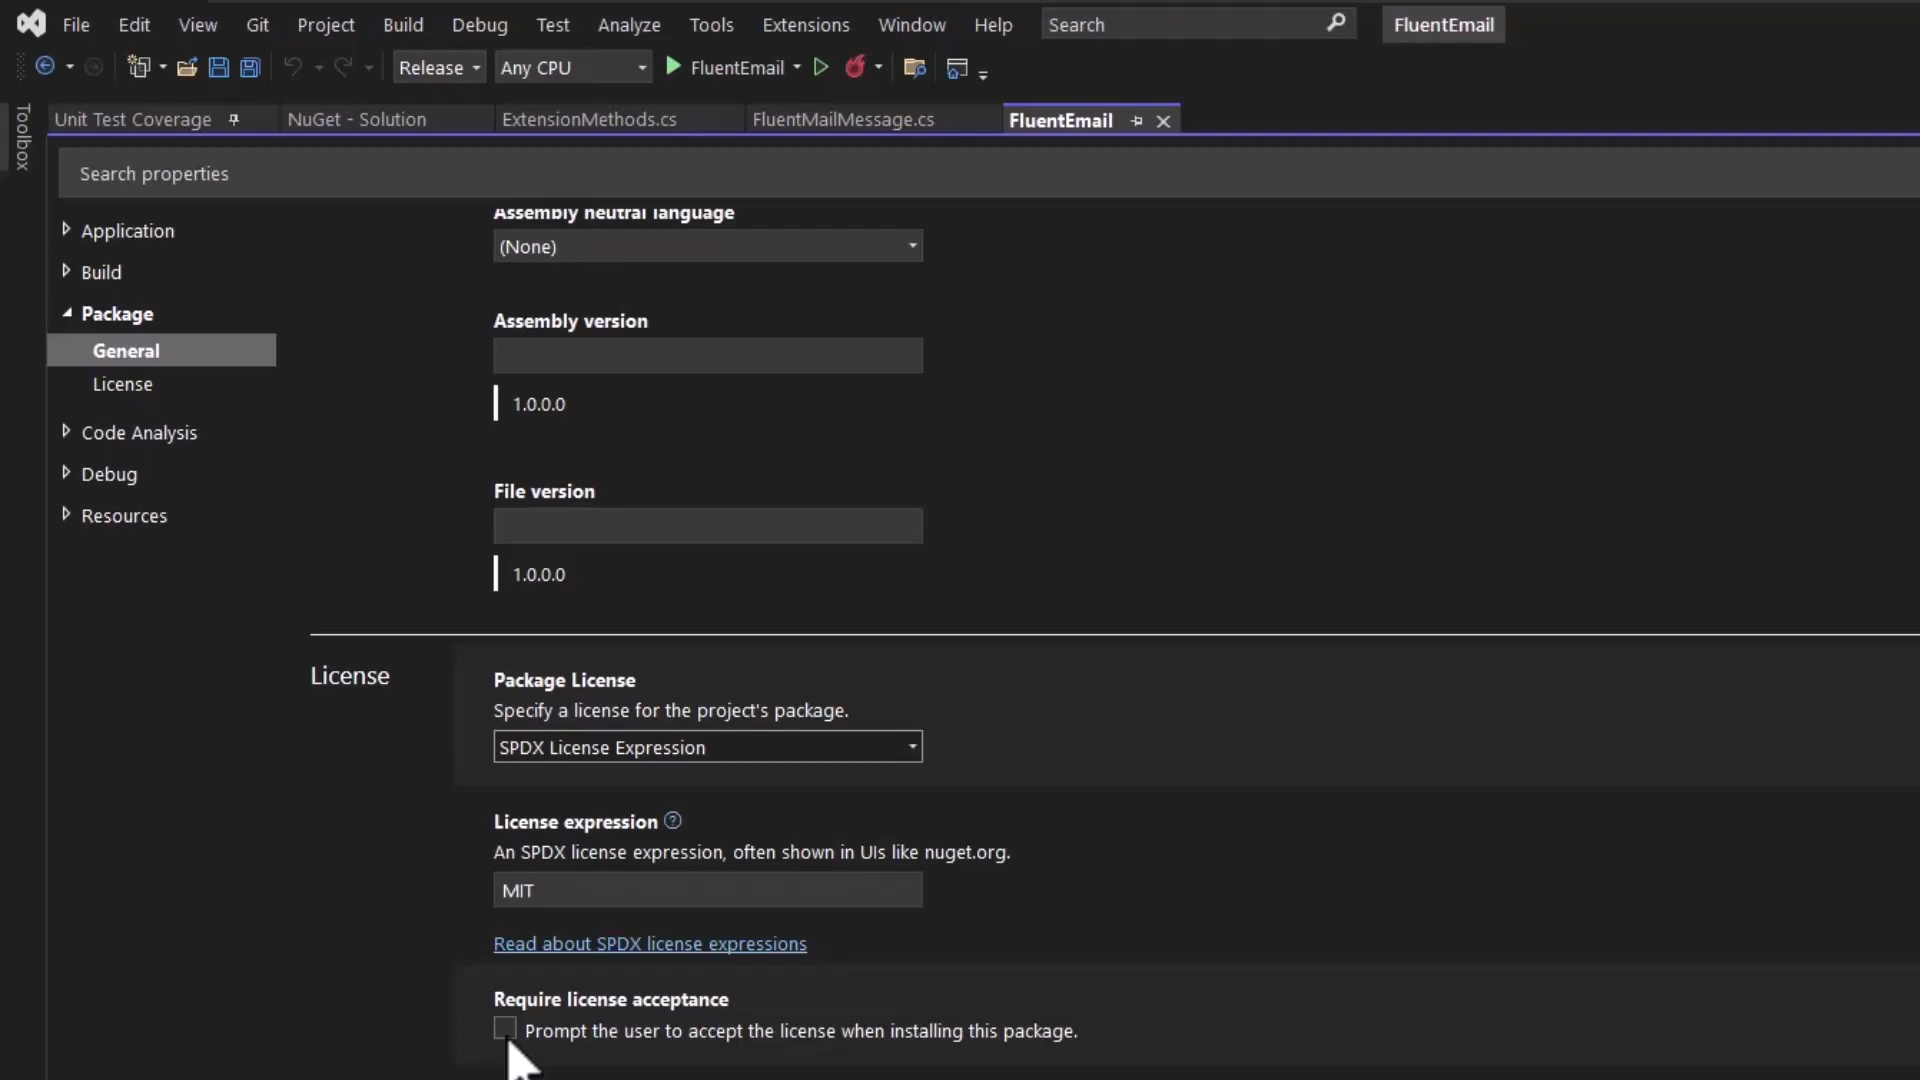 File Edit View Git Project Build Debug Test Analyze Tools Extensions Window Help Search FluentEmail
Release Any CPU FluentEmail
Toolbox
Unit Test Coverage NuGet - Solution ExtensionMethods.cs FluentMailMessage.cs FluentEmail
Search properties
Application
Build
Package
General
License
Code Analysis
Debug
Resources
Assembly neutral language
(None)
Assembly version
1.0.0.0
File version
1.0.0.0
License
Package License
Specify a license for the project's package.
SPDX License Expression
License expression
An SPDX license expression, often shown in UIs like nuget.org.
MIT
Read about SPDX license expressions
Require license acceptance
Prompt the user to accept the license when installing this package.